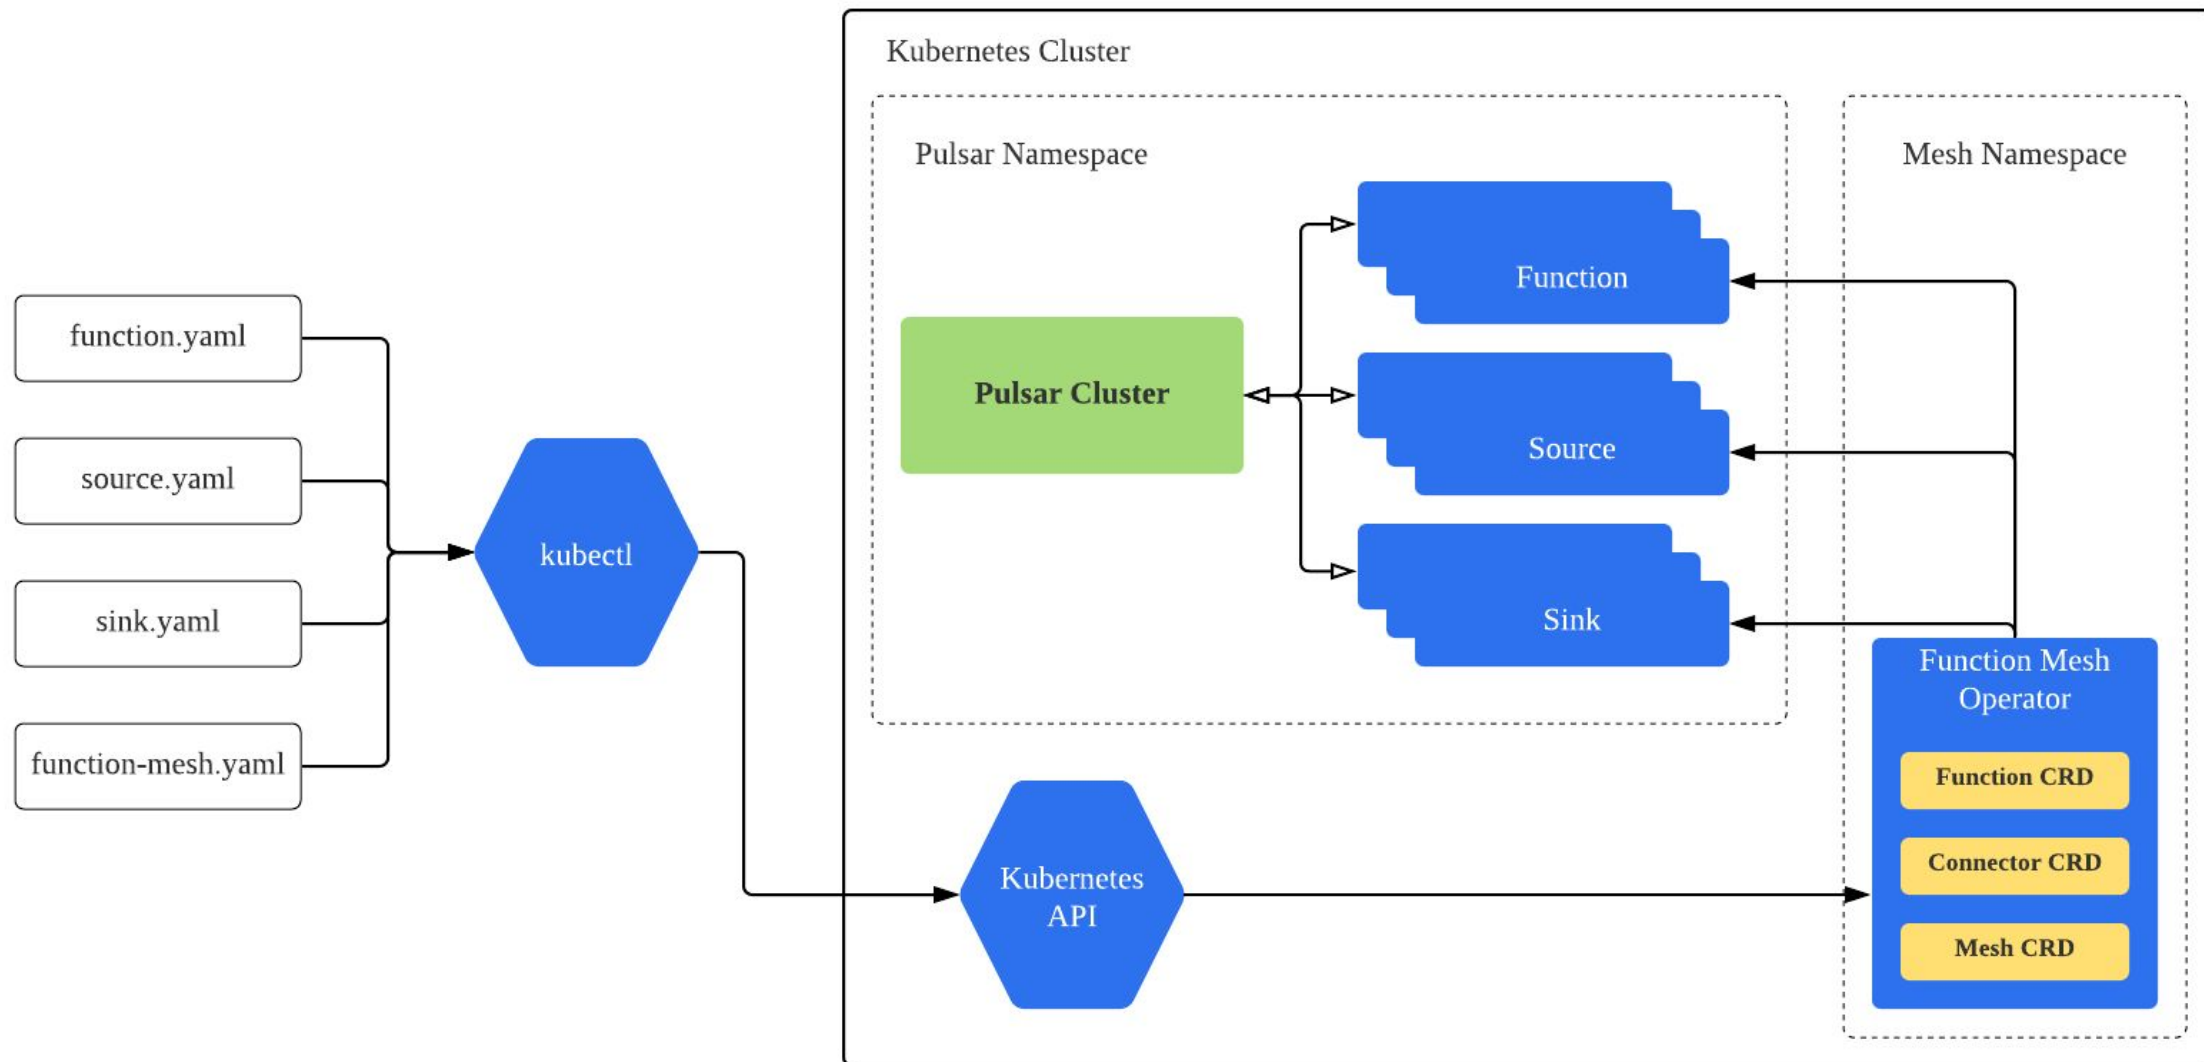 Kubernetes Cluster
Pulsar Namespace
Mesh Namespace
Function
function.yaml
Pulsar Cluster
Source
source.yaml
kubectl
sink.yaml
Sink
Function Mesh
Operator
function-mesh.yaml
Function CRD
Kubernetes
API
Connector CRD
Mesh CRD